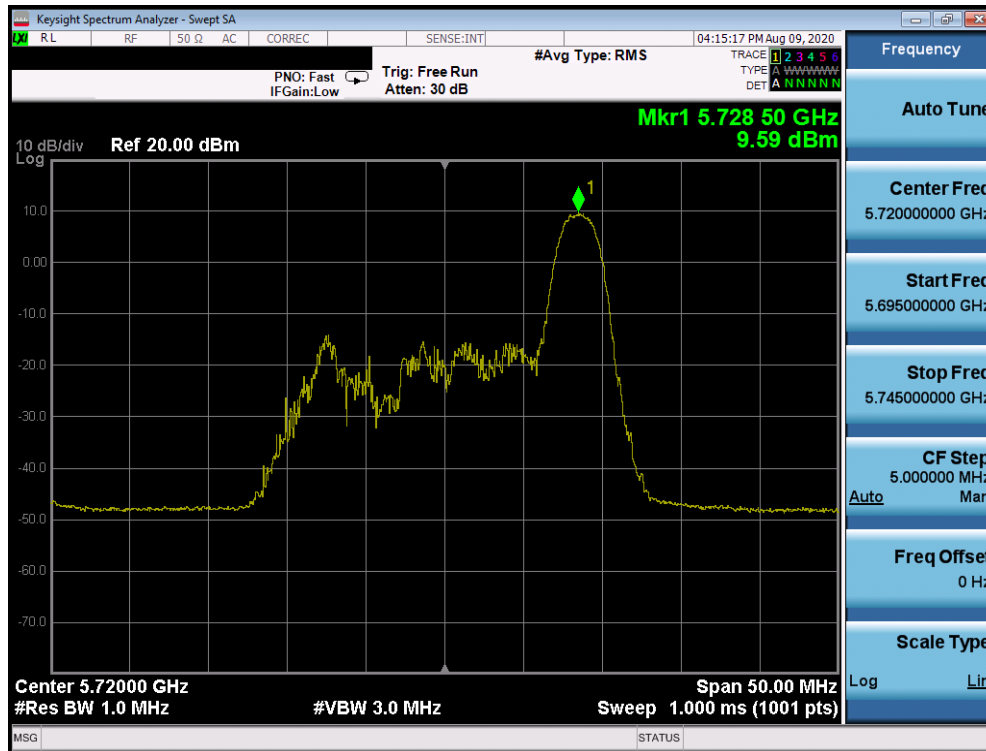 Keysight Spectrum Analyzer - Swept SA
LXI RL RF 50 Ω AC CORREC SENSE:INT 04:15:17 PM Aug 09, 2020
#Avg Type: RMS TRACE 1 2 3 4 5 6
PNO: Fast Trig: Free Run TYPE A WWWWW
IFGain:Low Atten: 30 dB DET A N N N N N
Mkr1 5.728 50 GHz
9.59 dBm
10 dB/div Ref 20.00 dBm
Log
1
10.0
0.00
-10.0
-20.0
-30.0
-40.0
-50.0
-60.0
-70.0
Center 5.72000 GHz Span 50.00 MHz
#Res BW 1.0 MHz #VBW 3.0 MHz Sweep 1.000 ms (1001 pts)
MSG STATUS
Frequency
Auto Tune
Center Freq
5.720000000 GHz
Start Freq
5.695000000 GHz
Stop Freq
5.745000000 GHz
CF Step
5.000000 MHz
Auto Man
Freq Offset
0 Hz
Scale Type
Log Lin